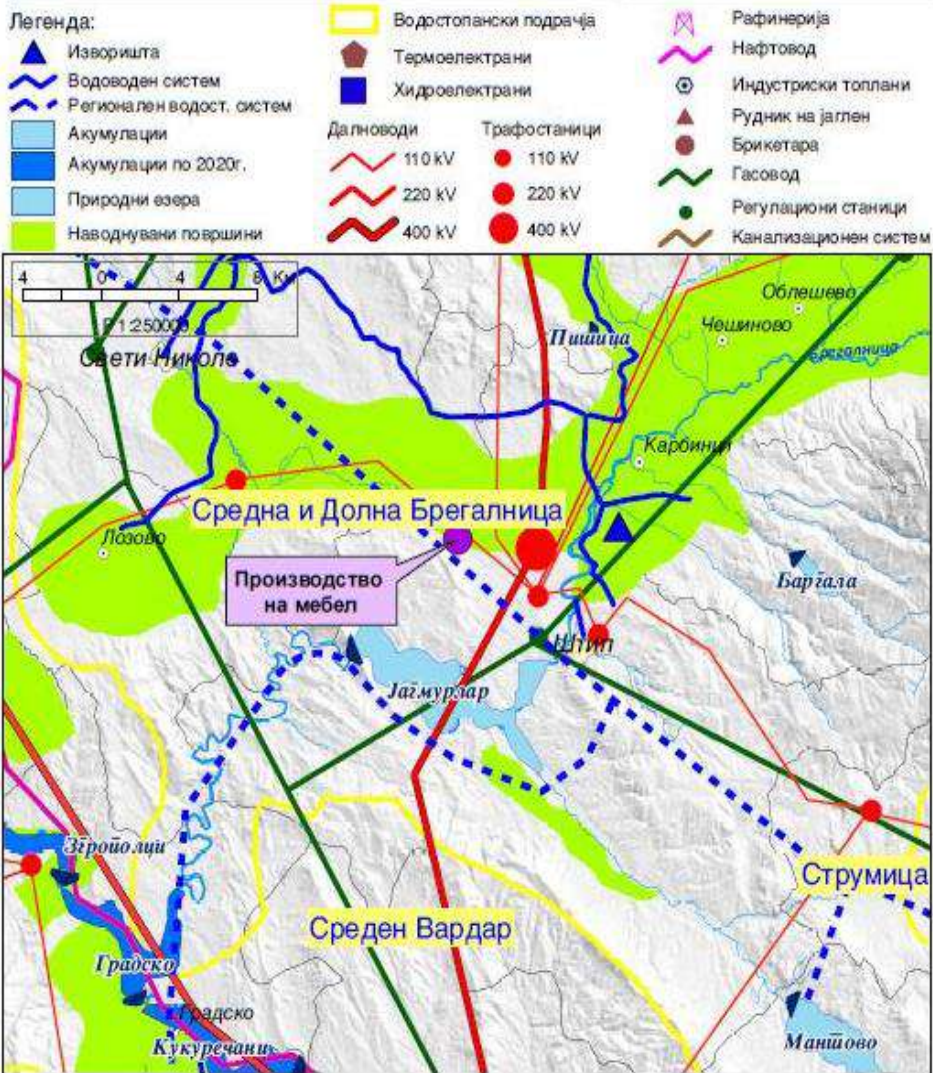 Легенда:
Изворишта
Водоводен систем
Регионален водост. систем
Акумулации
Акумулации по 2020г.
Природни езера
Наводнувани површини
Водостопански подрачја
Термоелектрани
Хидроелектрани
Далноводи
110 kV
220 kV
400 kV
Трафостаници
110 kV
220 kV
400 kV
Рафинерија
Нафтовод
Индустриски топлани
Рудник на јаглен
Брикетара
Гасовод
Регулациони станици
Канализационен систем
4 0 4 8 Км
Р 1:250000
Свети Николе
Пишица
Облешево
Чешиново
Брегалница
Карбинци
Средна и Долна Брегалница
Лозово
Производство
на мебел
Баргала
Штип
Јагмурлар
Згрополци
Струмица
Среден Вардар
Градско
Градско
Кукуречани
Мантово